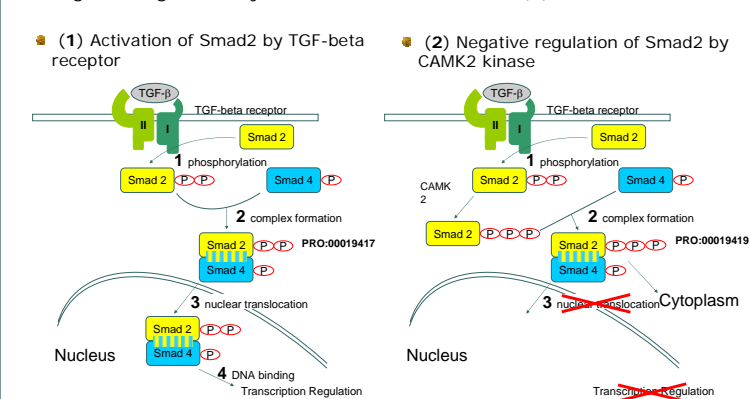 (1) Activation of Smad2 by TGF-beta
receptor
TGF-β
TGF-beta receptor
II
I
Smad 2
1 phosphorylation
Smad 2 P P
Smad 4 P
2 complex formation
Smad 2 P P PRO:00019417
Smad 4 P
3 nuclear translocation
Smad 2 P P
Smad 4 P
Nucleus
4 DNA binding
Transcription Regulation
(2) Negative regulation of Smad2 by
CAMK2 kinase
TGF-β
TGF-beta receptor
II
I
Smad 2
1 phosphorylation
Smad 2 P P
Smad 4 P
CAMK
2
Smad 2 P P P
2 complex formation
Smad 2 P P P PRO:00019419
Smad 4 P
3 nuclear translocation
Cytoplasm
Nucleus
Transcription Regulation